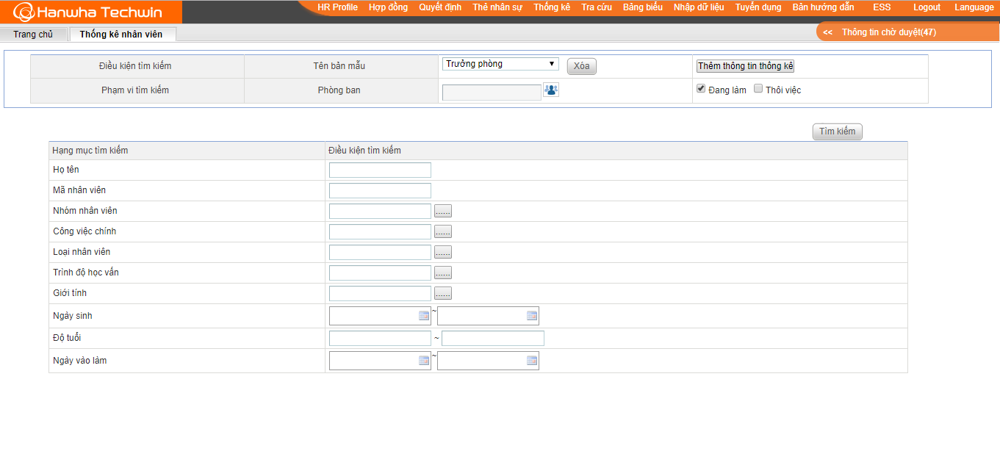 Hanwha Techwin
HR Profile Hợp đồng Quyết định Thẻ nhân sự Thống kê Tra cứu Bảng biểu Nhập dữ liệu Tuyển dụng Bản hướng dẫn ESS Logout Language
Trang chủ Thống kê nhân viên << Thông tin chờ duyệt(47)
Điều kiện tìm kiếm Tên bản mẫu Trưởng phòng Xóa Thêm thông tin thống kê
Phạm vi tìm kiếm Phòng ban Đang làm Thôi việc
Tìm kiếm
Hạng mục tìm kiếm Điều kiện tìm kiếm
Họ tên
Mã nhân viên
Nhóm nhân viên ......
Công việc chính ......
Loại nhân viên ......
Trình độ học vấn ......
Giới tính ......
Ngày sinh ~
Độ tuổi ~
Ngày vào làm ~